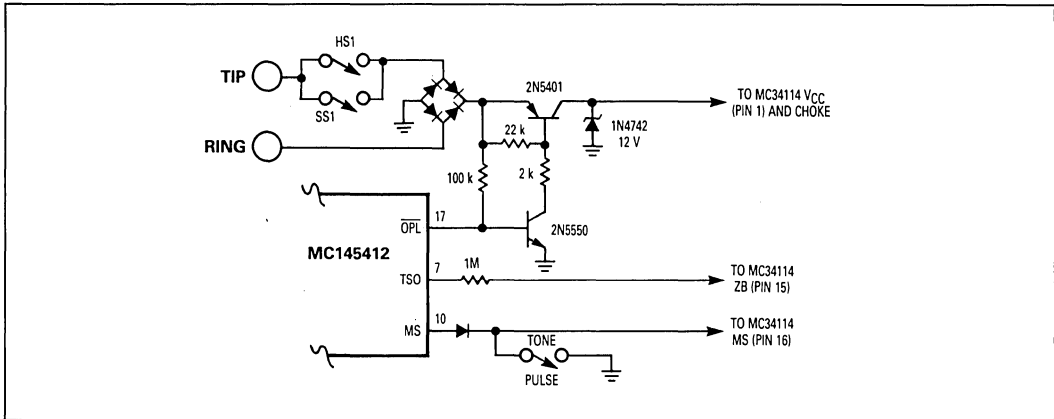 HS1
TIP
SS1
RING
2N5401
TO MC34114 VCC
(PIN 1) AND CHOKE
1N4742
12 V
22 k
100 k
2 k
2N5550
MC145412
OPL
17
TSO
7
1M
TO MC34114
ZB (PIN 15)
MS
10
TONE
PULSE
TO MC34114
MS (PIN 16)